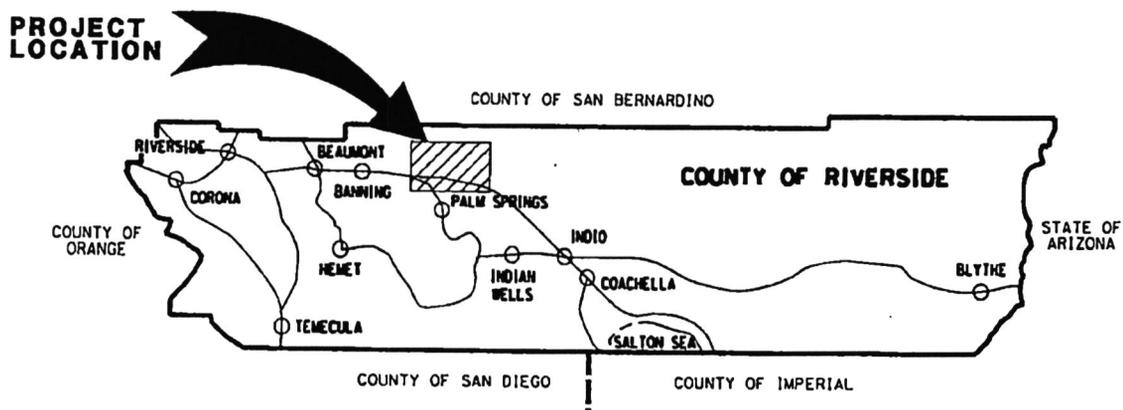 PROJECT
LOCATION
COUNTY OF SAN BERNARDINO
RIVERSIDE
BEAUMONT
COUNTY OF RIVERSIDE
CORONA
BANNING
PALM SPRINGS
COUNTY OF
ORANGE
STATE OF
ARIZONA
INDIO
HEMET
INDIAN
WELLS
COACHELLA
BLYTHE
TEMECULA
SALTON SEA
COUNTY OF SAN DIEGO
COUNTY OF IMPERIAL